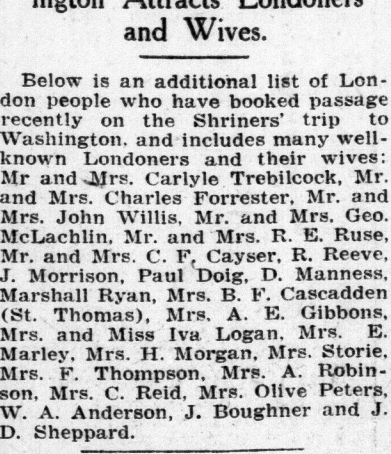 ington Attracts Londoners
and Wives.
Below is an additional list of Lon-
don people who have booked passage
recently on the Shriners' trip to
Washington. and includes many well-
known Londoners and their wives:
Mr and Mrs. Carlyle Trebilcock, Mr.
and Mrs. Charles Forrester, Mr. and
Mrs. John Willis, Mr. and Mrs. Geo.
McLachlin, Mr. and Mrs. R. E. Ruse,
Mr. and Mrs. C. F. Cayser, R. Reeve,
J. Morrison, Paul Doig, D. Manness,
Marshall Ryan, Mrs. B. F. Cascadden
(St. Thomas), Mrs. A. E. Gibbons,
Mrs. and Miss Iva Logan, Mrs. E.
Marley, Mrs. H. Morgan, Mrs. Storie,
Mrs. F. Thompson, Mrs. A. Robin-
son, Mrs. C. Reid, Mrs. Olive Peters,
W. A. Anderson, J. Boughner and J.
D. Sheppard.